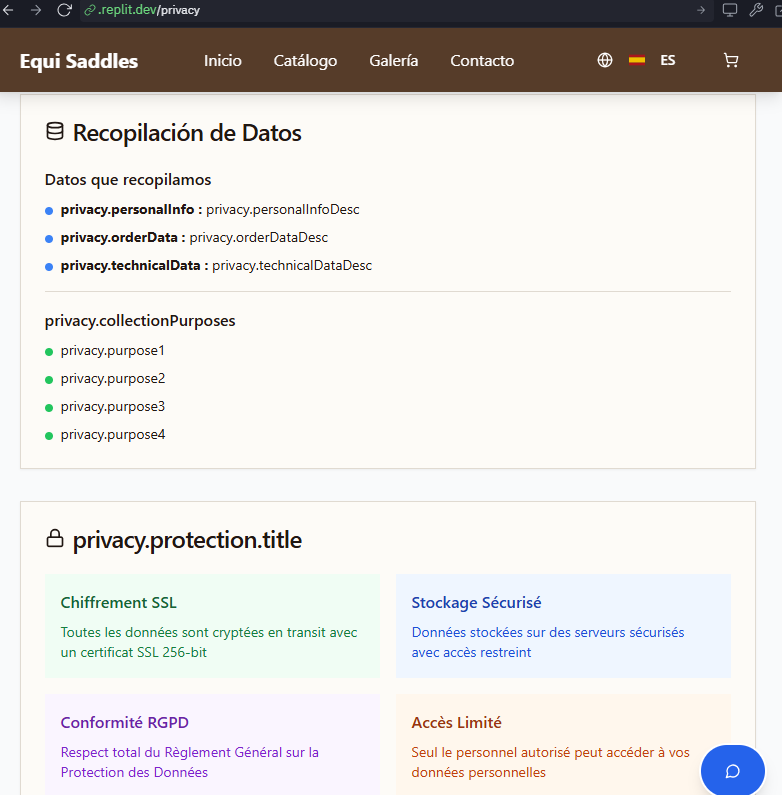 .replit.dev/privacy
Equi Saddles Inicio Catálogo Galería Contacto ES
Recopilación de Datos
Datos que recopilamos
privacy.personalInfo : privacy.personalInfoDesc
privacy.orderData : privacy.orderDataDesc
privacy.technicalData : privacy.technicalDataDesc
privacy.collectionPurposes
privacy.purpose1
privacy.purpose2
privacy.purpose3
privacy.purpose4
privacy.protection.title
Chiffrement SSL
Toutes les données sont cryptées en transit avec
un certificat SSL 256-bit
Stockage Sécurisé
Données stockées sur des serveurs sécurisés
avec accès restreint
Conformité RGPD
Respect total du Règlement Général sur la
Protection des Données
Accès Limité
Seul le personnel autorisé peut accéder à vos
données personnelles